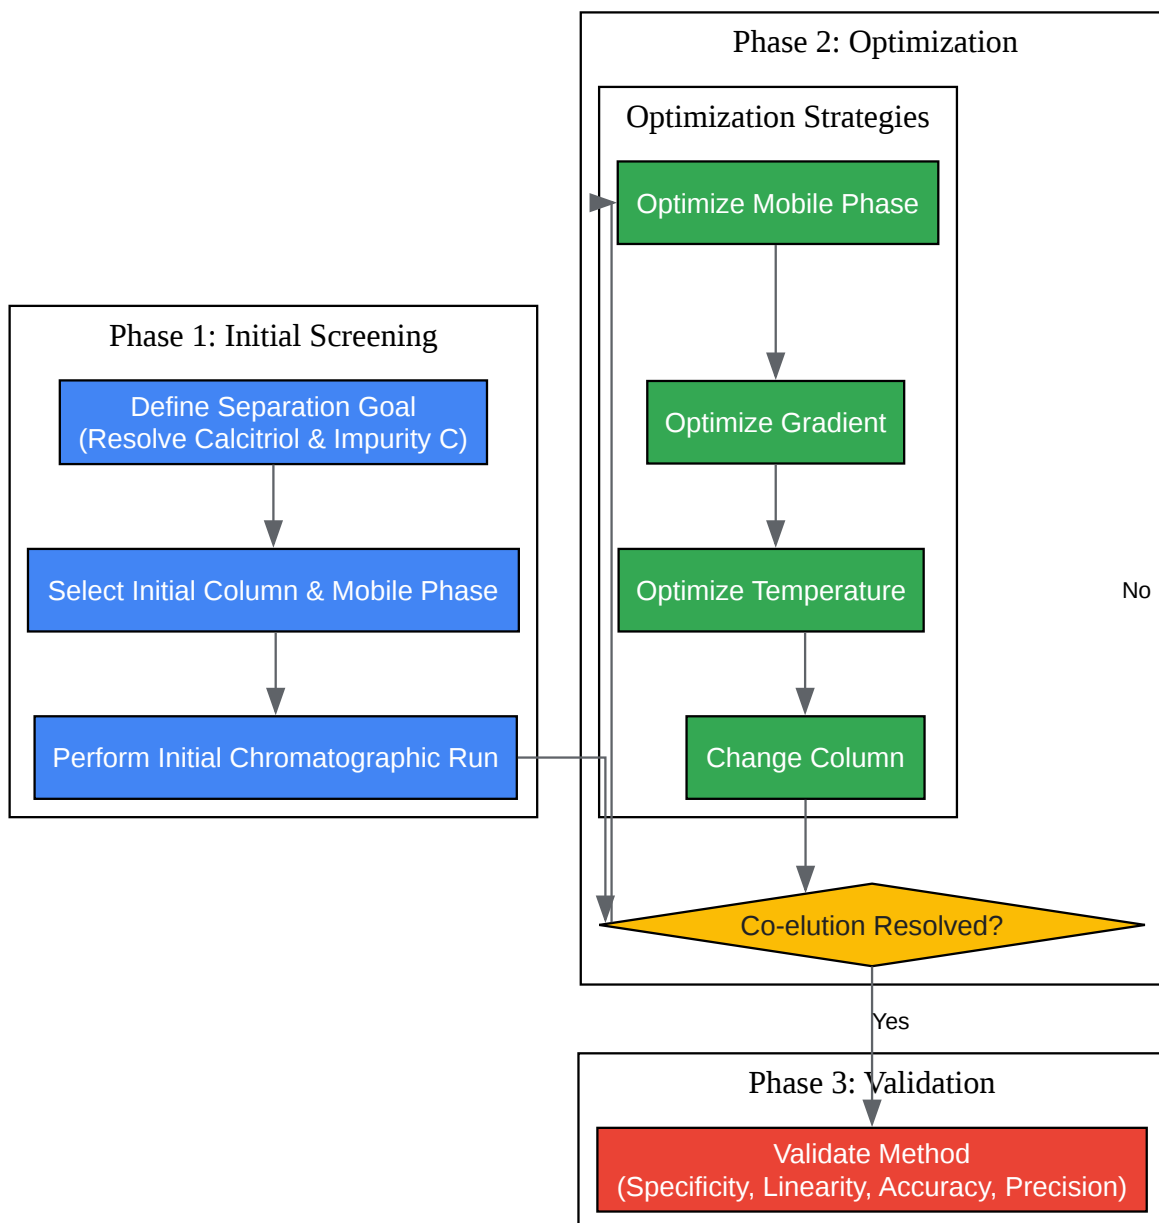 Phase 2: Optimization
Optimization Strategies
Optimize Mobile Phase
Phase 1: Initial Screening
Define Separation Goal
(Resolve Calcitriol & Impurity C)
Optimize Gradient
Select Initial Column & Mobile Phase
Optimize Temperature
No
Perform Initial Chromatographic Run
Change Column
Co-elution Resolved?
Yes
Phase 3: Validation
Validate Method
(Specificity, Linearity, Accuracy, Precision)